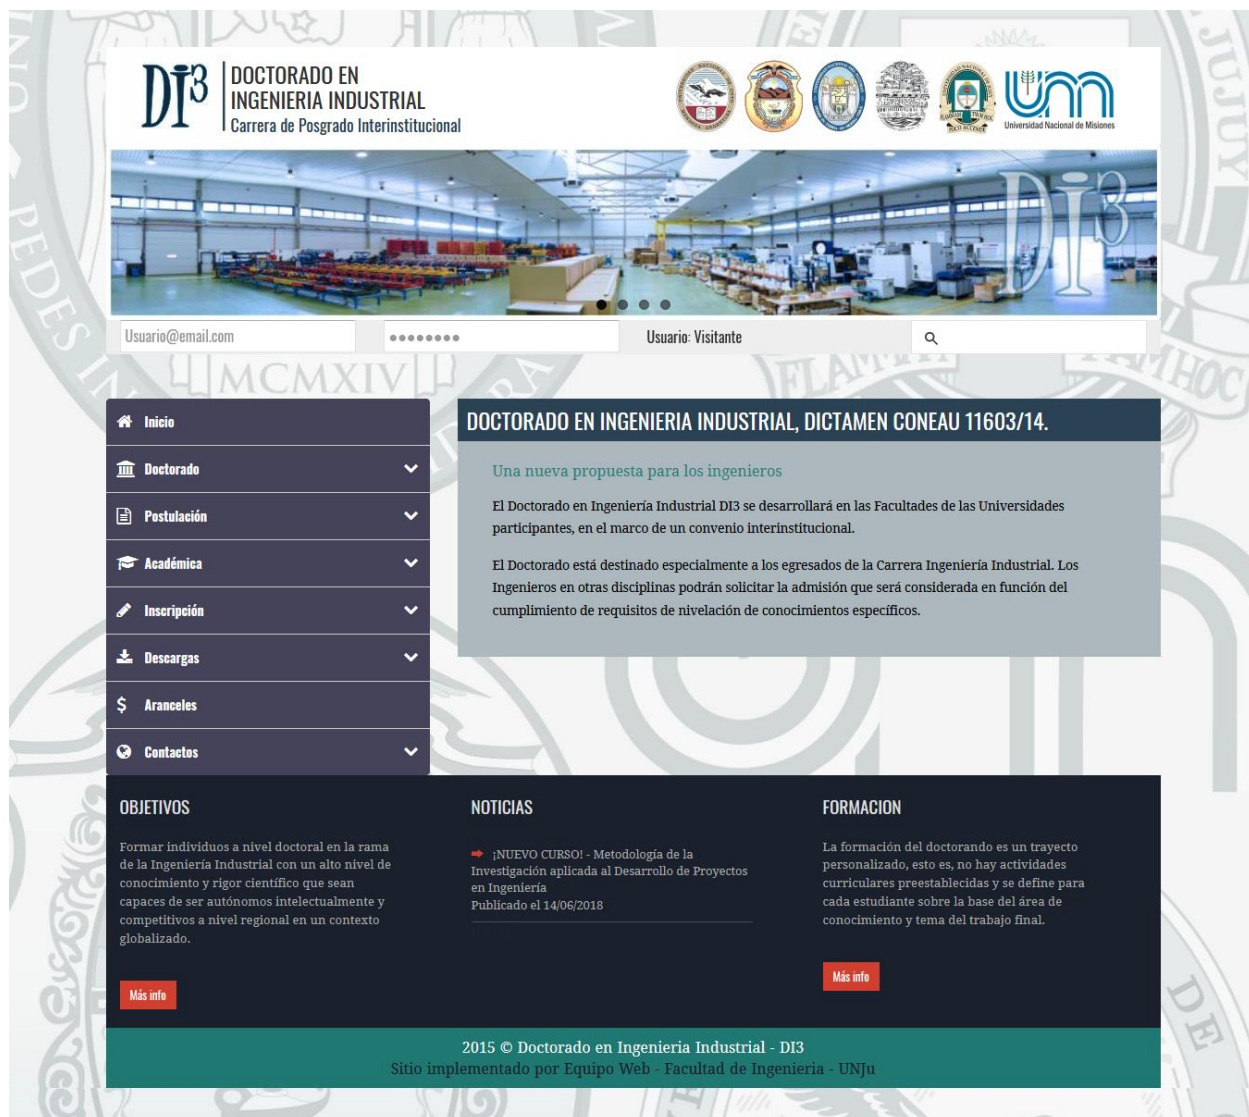 DI3
DOCTORADO EN
INGENIERIA INDUSTRIAL
Carrera de Posgrado Interinstitucional
Universidad Nacional de Misiones
DI3
Usuario@email.com
Usuario: Visitante
MCMXIV
Inicio
Doctorado
Postulación
Académica
Inscripción
Descargas
Aranceles
Contactos
DOCTORADO EN INGENIERIA INDUSTRIAL, DICTAMEN CONEAU 11603/14.
Una nueva propuesta para los ingenieros
El Doctorado en Ingeniería Industrial DI3 se desarrollará en las Facultades de las Universidades
participantes, en el marco de un convenio interinstitucional.
El Doctorado está destinado especialmente a los egresados de la Carrera Ingeniería Industrial. Los
Ingenieros en otras disciplinas podrán solicitar la admisión que será considerada en función del
cumplimiento de requisitos de nivelación de conocimientos específicos.
OBJETIVOS
Formar individuos a nivel doctoral en la rama
de la Ingeniería Industrial con un alto nivel de
conocimiento y rigor científico que sean
capaces de ser autónomos intelectualmente y
competitivos a nivel regional en un contexto
globalizado.
Más info
NOTICIAS
¡NUEVO CURSO! - Metodología de la
Investigación aplicada al Desarrollo de Proyectos
en Ingeniería
Publicado el 14/06/2018
FORMACION
La formación del doctorando es un trayecto
personalizado, esto es, no hay actividades
curriculares preestablecidas y se define para
cada estudiante sobre la base del área de
conocimiento y tema del trabajo final.
Más info
2015 © Doctorado en Ingenieria Industrial - DI3
Sitio implementado por Equipo Web - Facultad de Ingenieria - UNJu